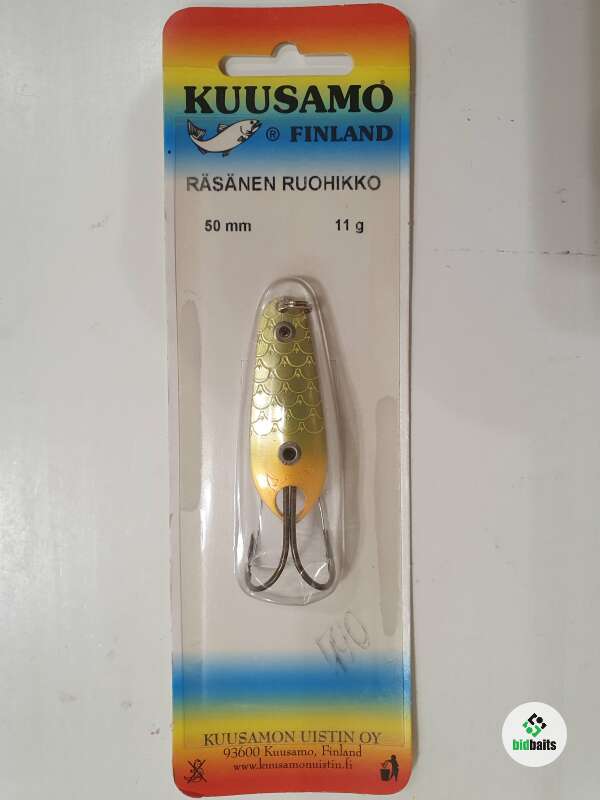 KUUSAMO
® FINLAND
RÄSÄNEN RUOHIKKO
50 mm 11 g
KUUSAMON UISTIN OY
93600 Kuusamo, Finland
www.kuusamonuistin.fi
bidbaits